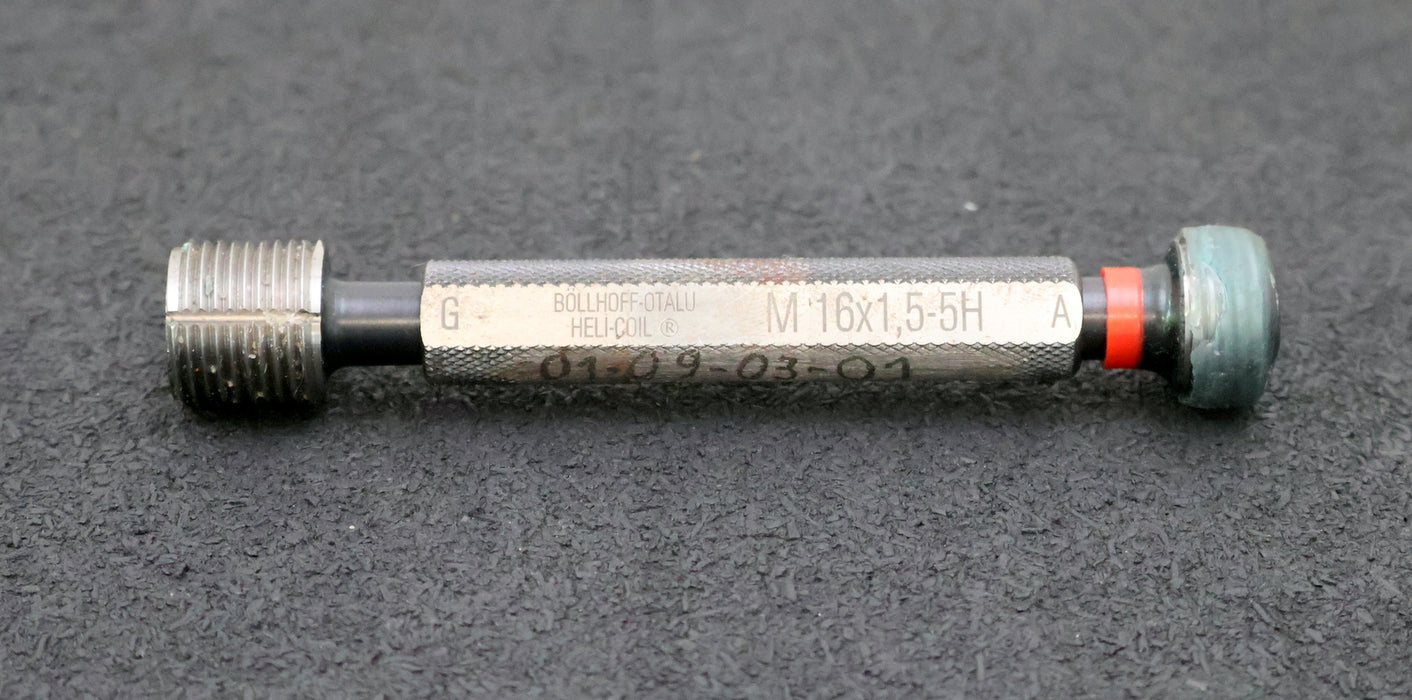 G
BÖLLHOFF-OTALU
HELI-COIL ®
M 16x1,5-5H
A
01-09-03-01